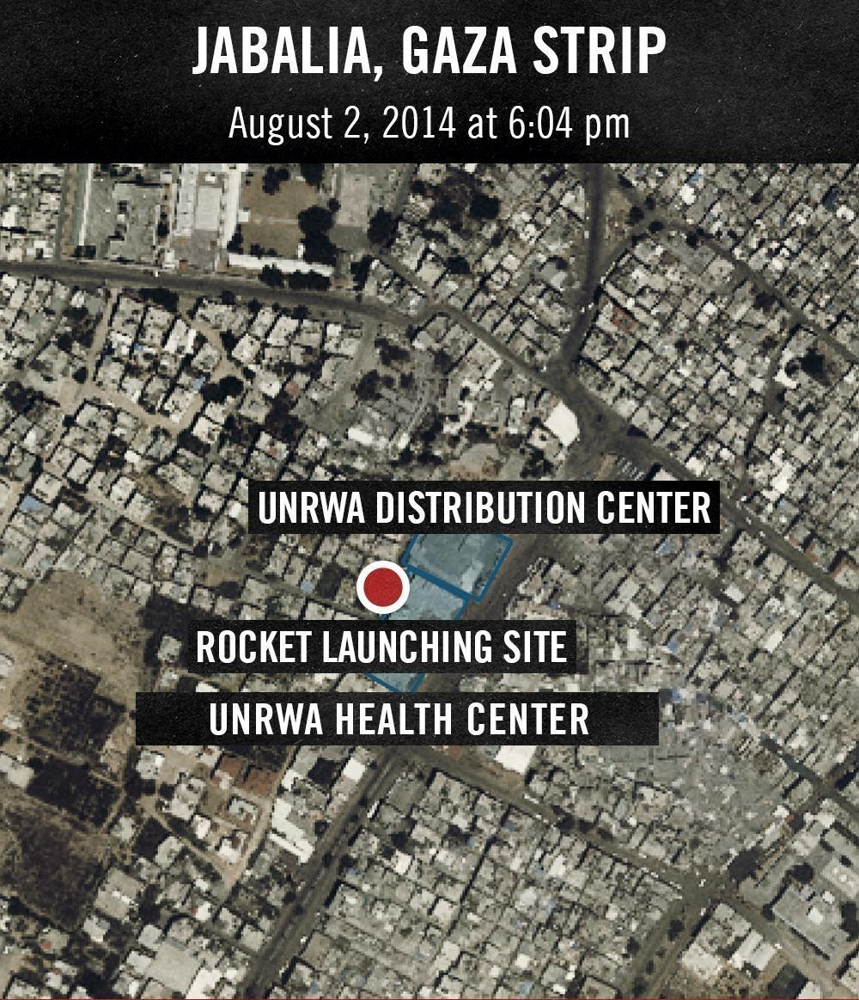 JABALIA, GAZA STRIP
August 2, 2014 at 6:04 pm
UNRWA DISTRIBUTION CENTER
ROCKET LAUNCHING SITE
UNRWA HEALTH CENTER